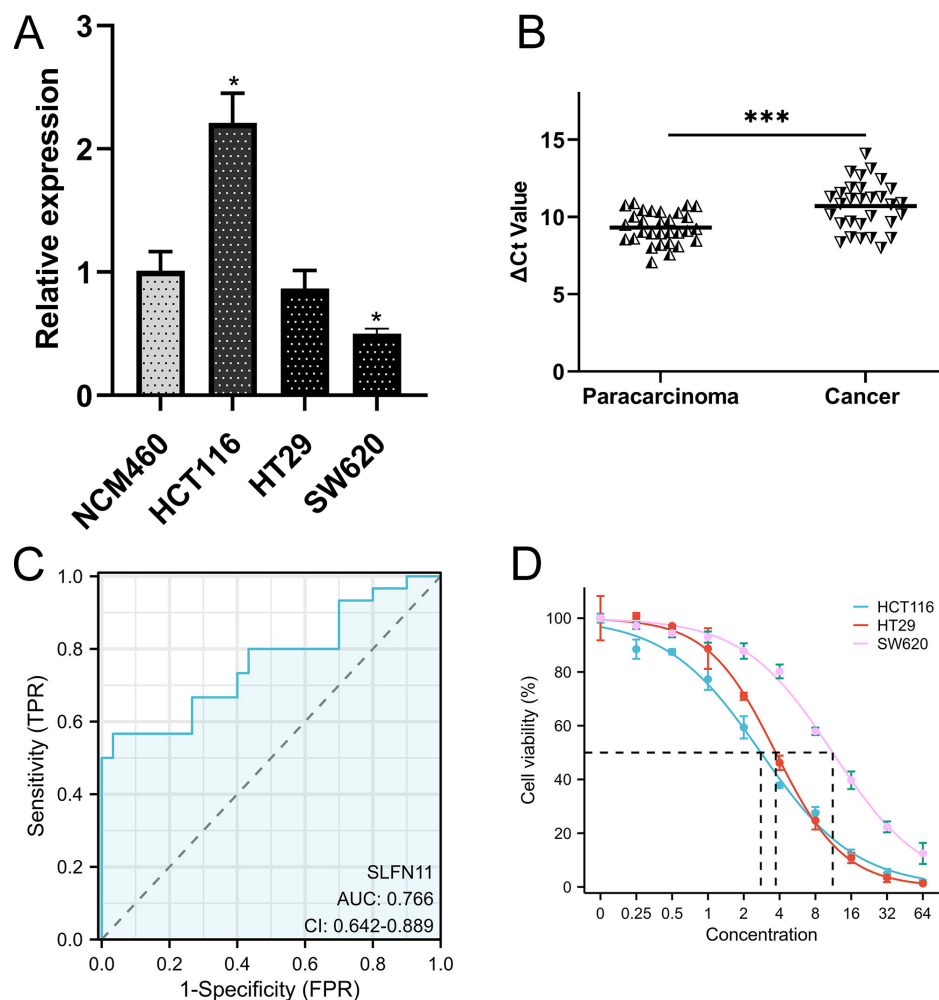 A
Relative expression
3
2
1
0
*
*
NCM460
HCT116
HT29
SW620
B
ΔCt Value
15
10
5
0
***
Paracarcinoma
Cancer
C
Sensitivity (TPR)
1.0
0.8
0.6
0.4
0.2
0.0
SLFN11
AUC: 0.766
CI: 0.642-0.889
0.0 0.2 0.4 0.6 0.8 1.0
1-Specificity (FPR)
D
Cell viability (%)
100
80
60
40
20
0
HCT116
HT29
SW620
0 0.25 0.5 1 2 4 8 16 32 64
Concentration